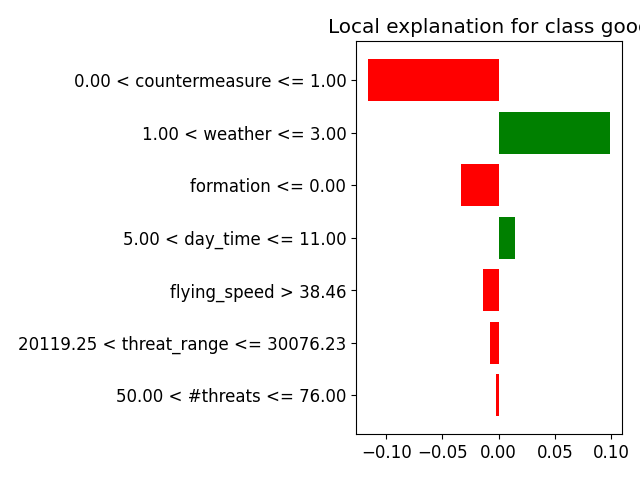 Local explanation for class good
0.00 < countermeasure <= 1.00
1.00 < weather <= 3.00
formation <= 0.00
5.00 < day_time <= 11.00
flying_speed > 38.46
20119.25 < threat_range <= 30076.23
50.00 < #threats <= 76.00
−0.10 −0.05 0.00 0.05 0.10